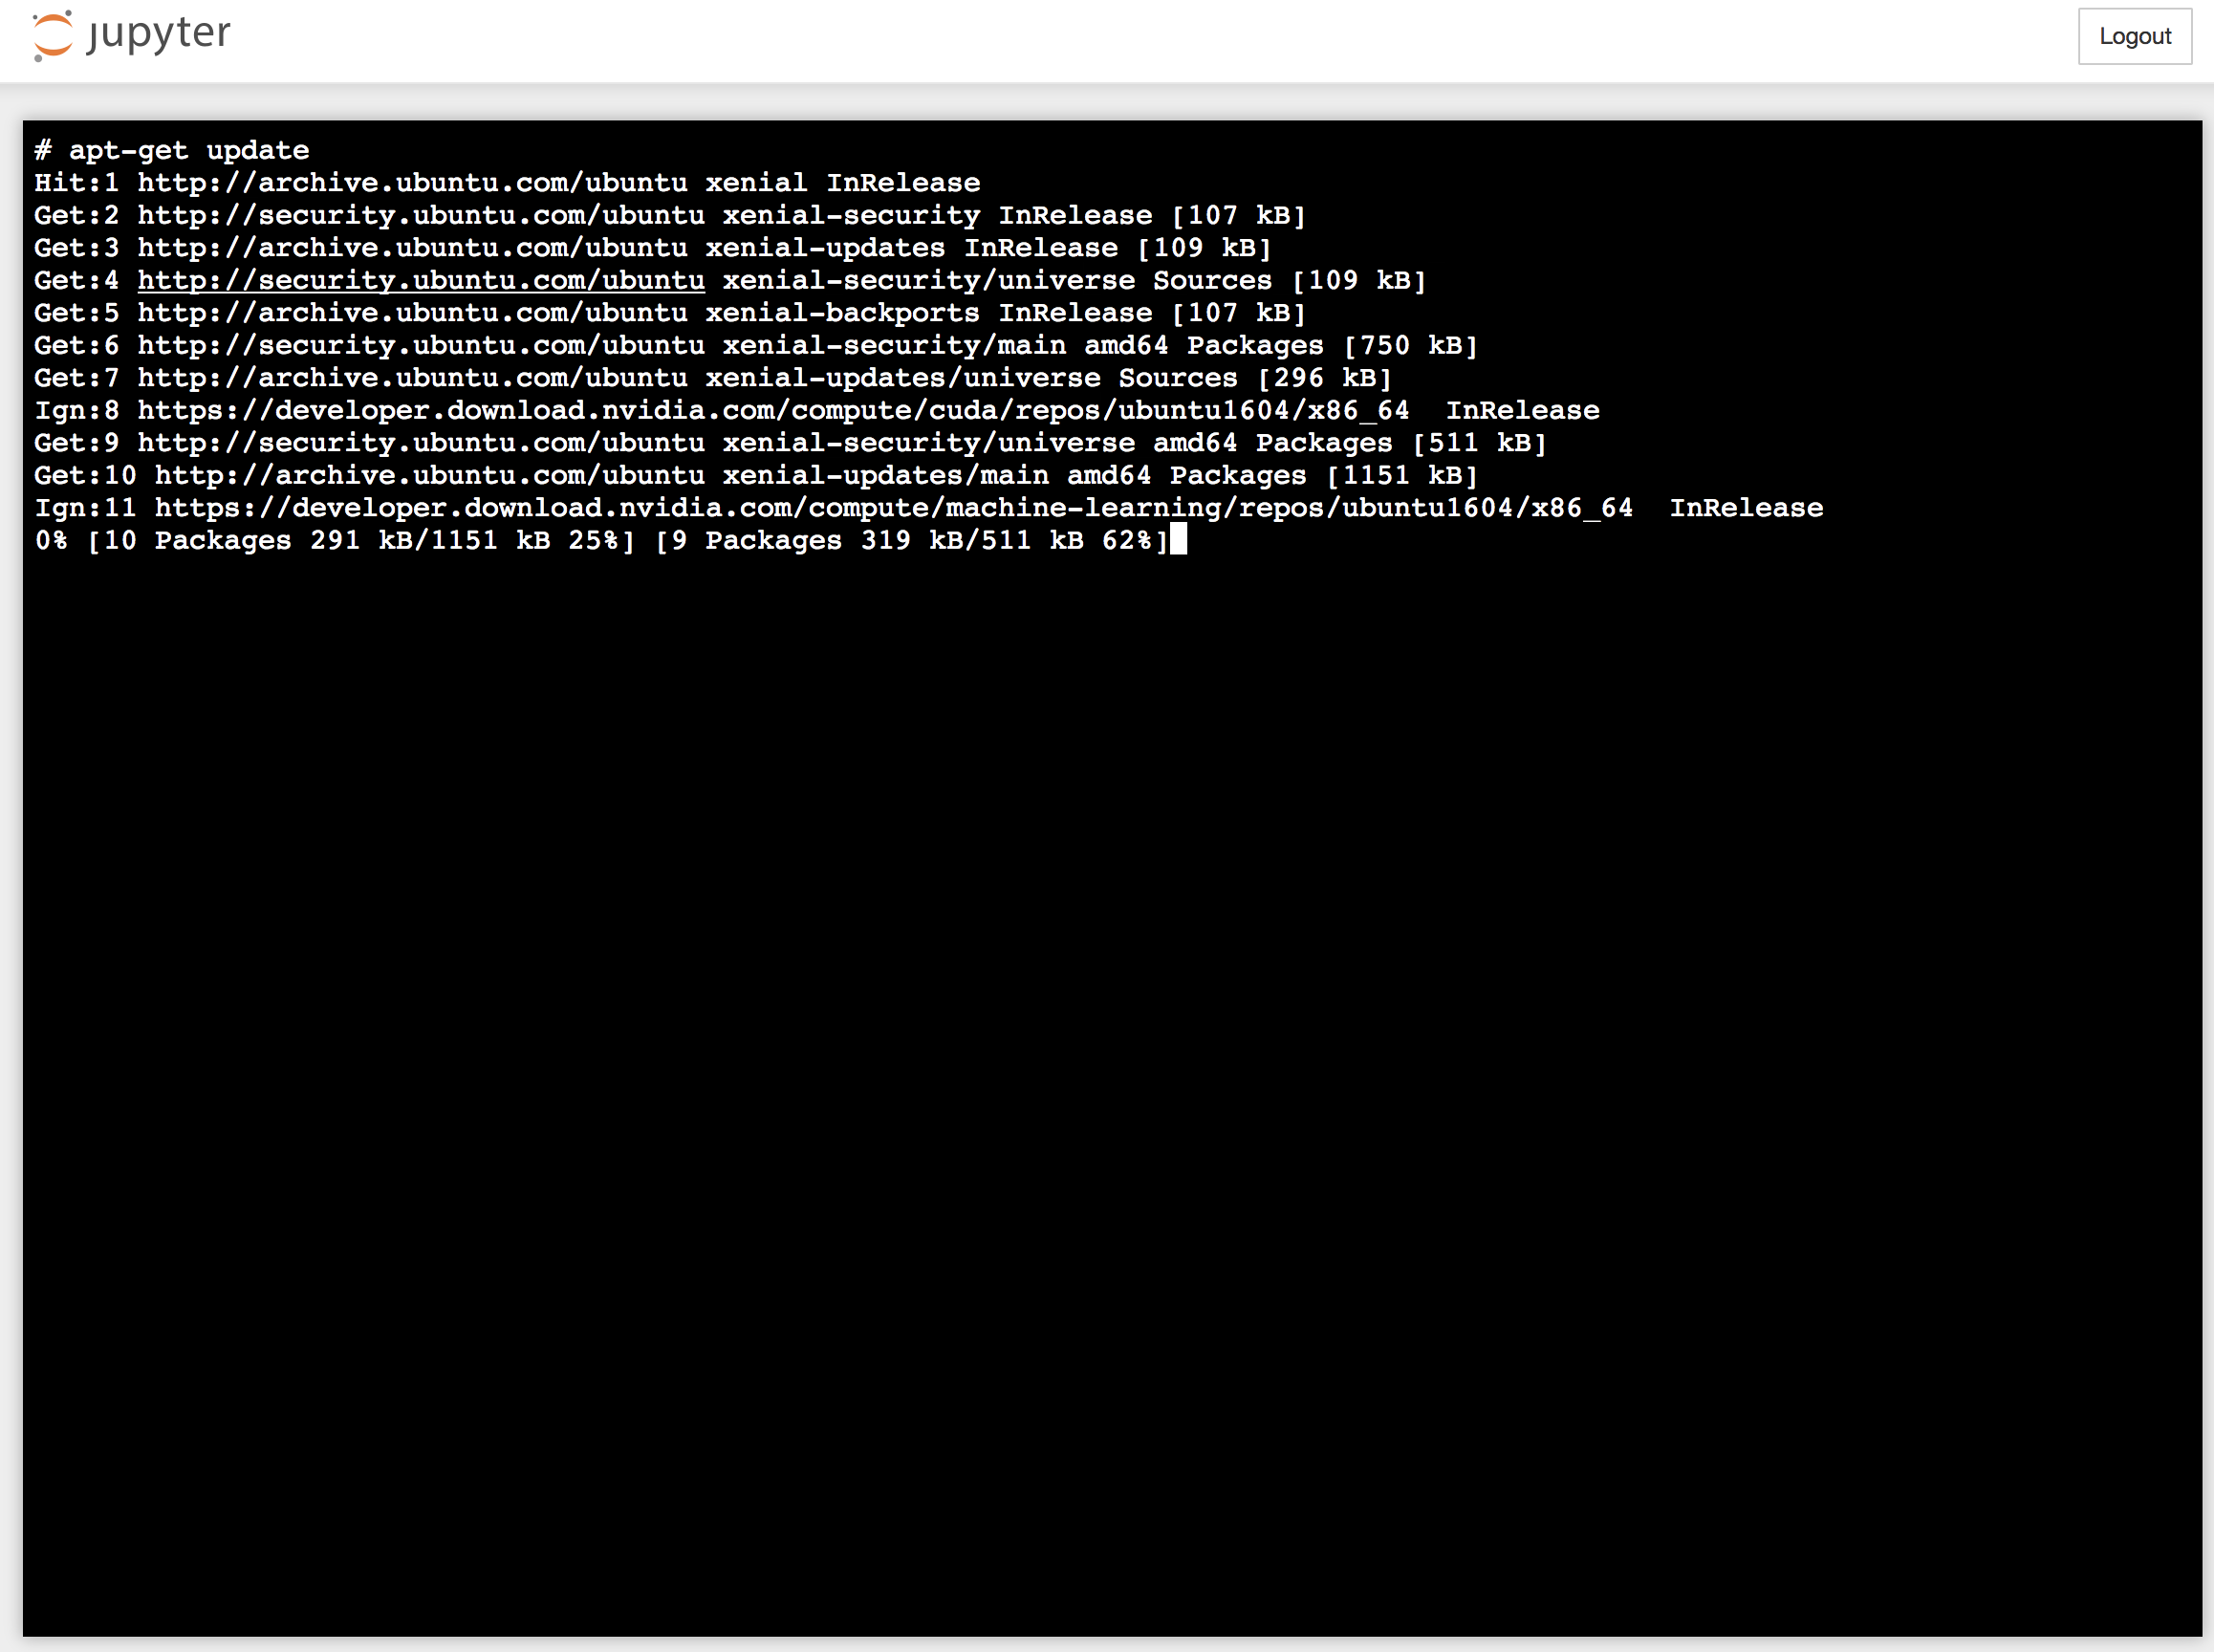 jupyter
Logout
# apt-get update
Hit:1 http://archive.ubuntu.com/ubuntu xenial InRelease
Get:2 http://security.ubuntu.com/ubuntu xenial-security InRelease [107 kB]
Get:3 http://archive.ubuntu.com/ubuntu xenial-updates InRelease [109 kB]
Get:4 http://security.ubuntu.com/ubuntu xenial-security/universe Sources [109 kB]
Get:5 http://archive.ubuntu.com/ubuntu xenial-backports InRelease [107 kB]
Get:6 http://security.ubuntu.com/ubuntu xenial-security/main amd64 Packages [750 kB]
Get:7 http://archive.ubuntu.com/ubuntu xenial-updates/universe Sources [296 kB]
Ign:8 https://developer.download.nvidia.com/compute/cuda/repos/ubuntu1604/x86_64  InRelease
Get:9 http://security.ubuntu.com/ubuntu xenial-security/universe amd64 Packages [511 kB]
Get:10 http://archive.ubuntu.com/ubuntu xenial-updates/main amd64 Packages [1151 kB]
Ign:11 https://developer.download.nvidia.com/compute/machine-learning/repos/ubuntu1604/x86_64  InRelease
0% [10 Packages 291 kB/1151 kB 25%] [9 Packages 319 kB/511 kB 62%]